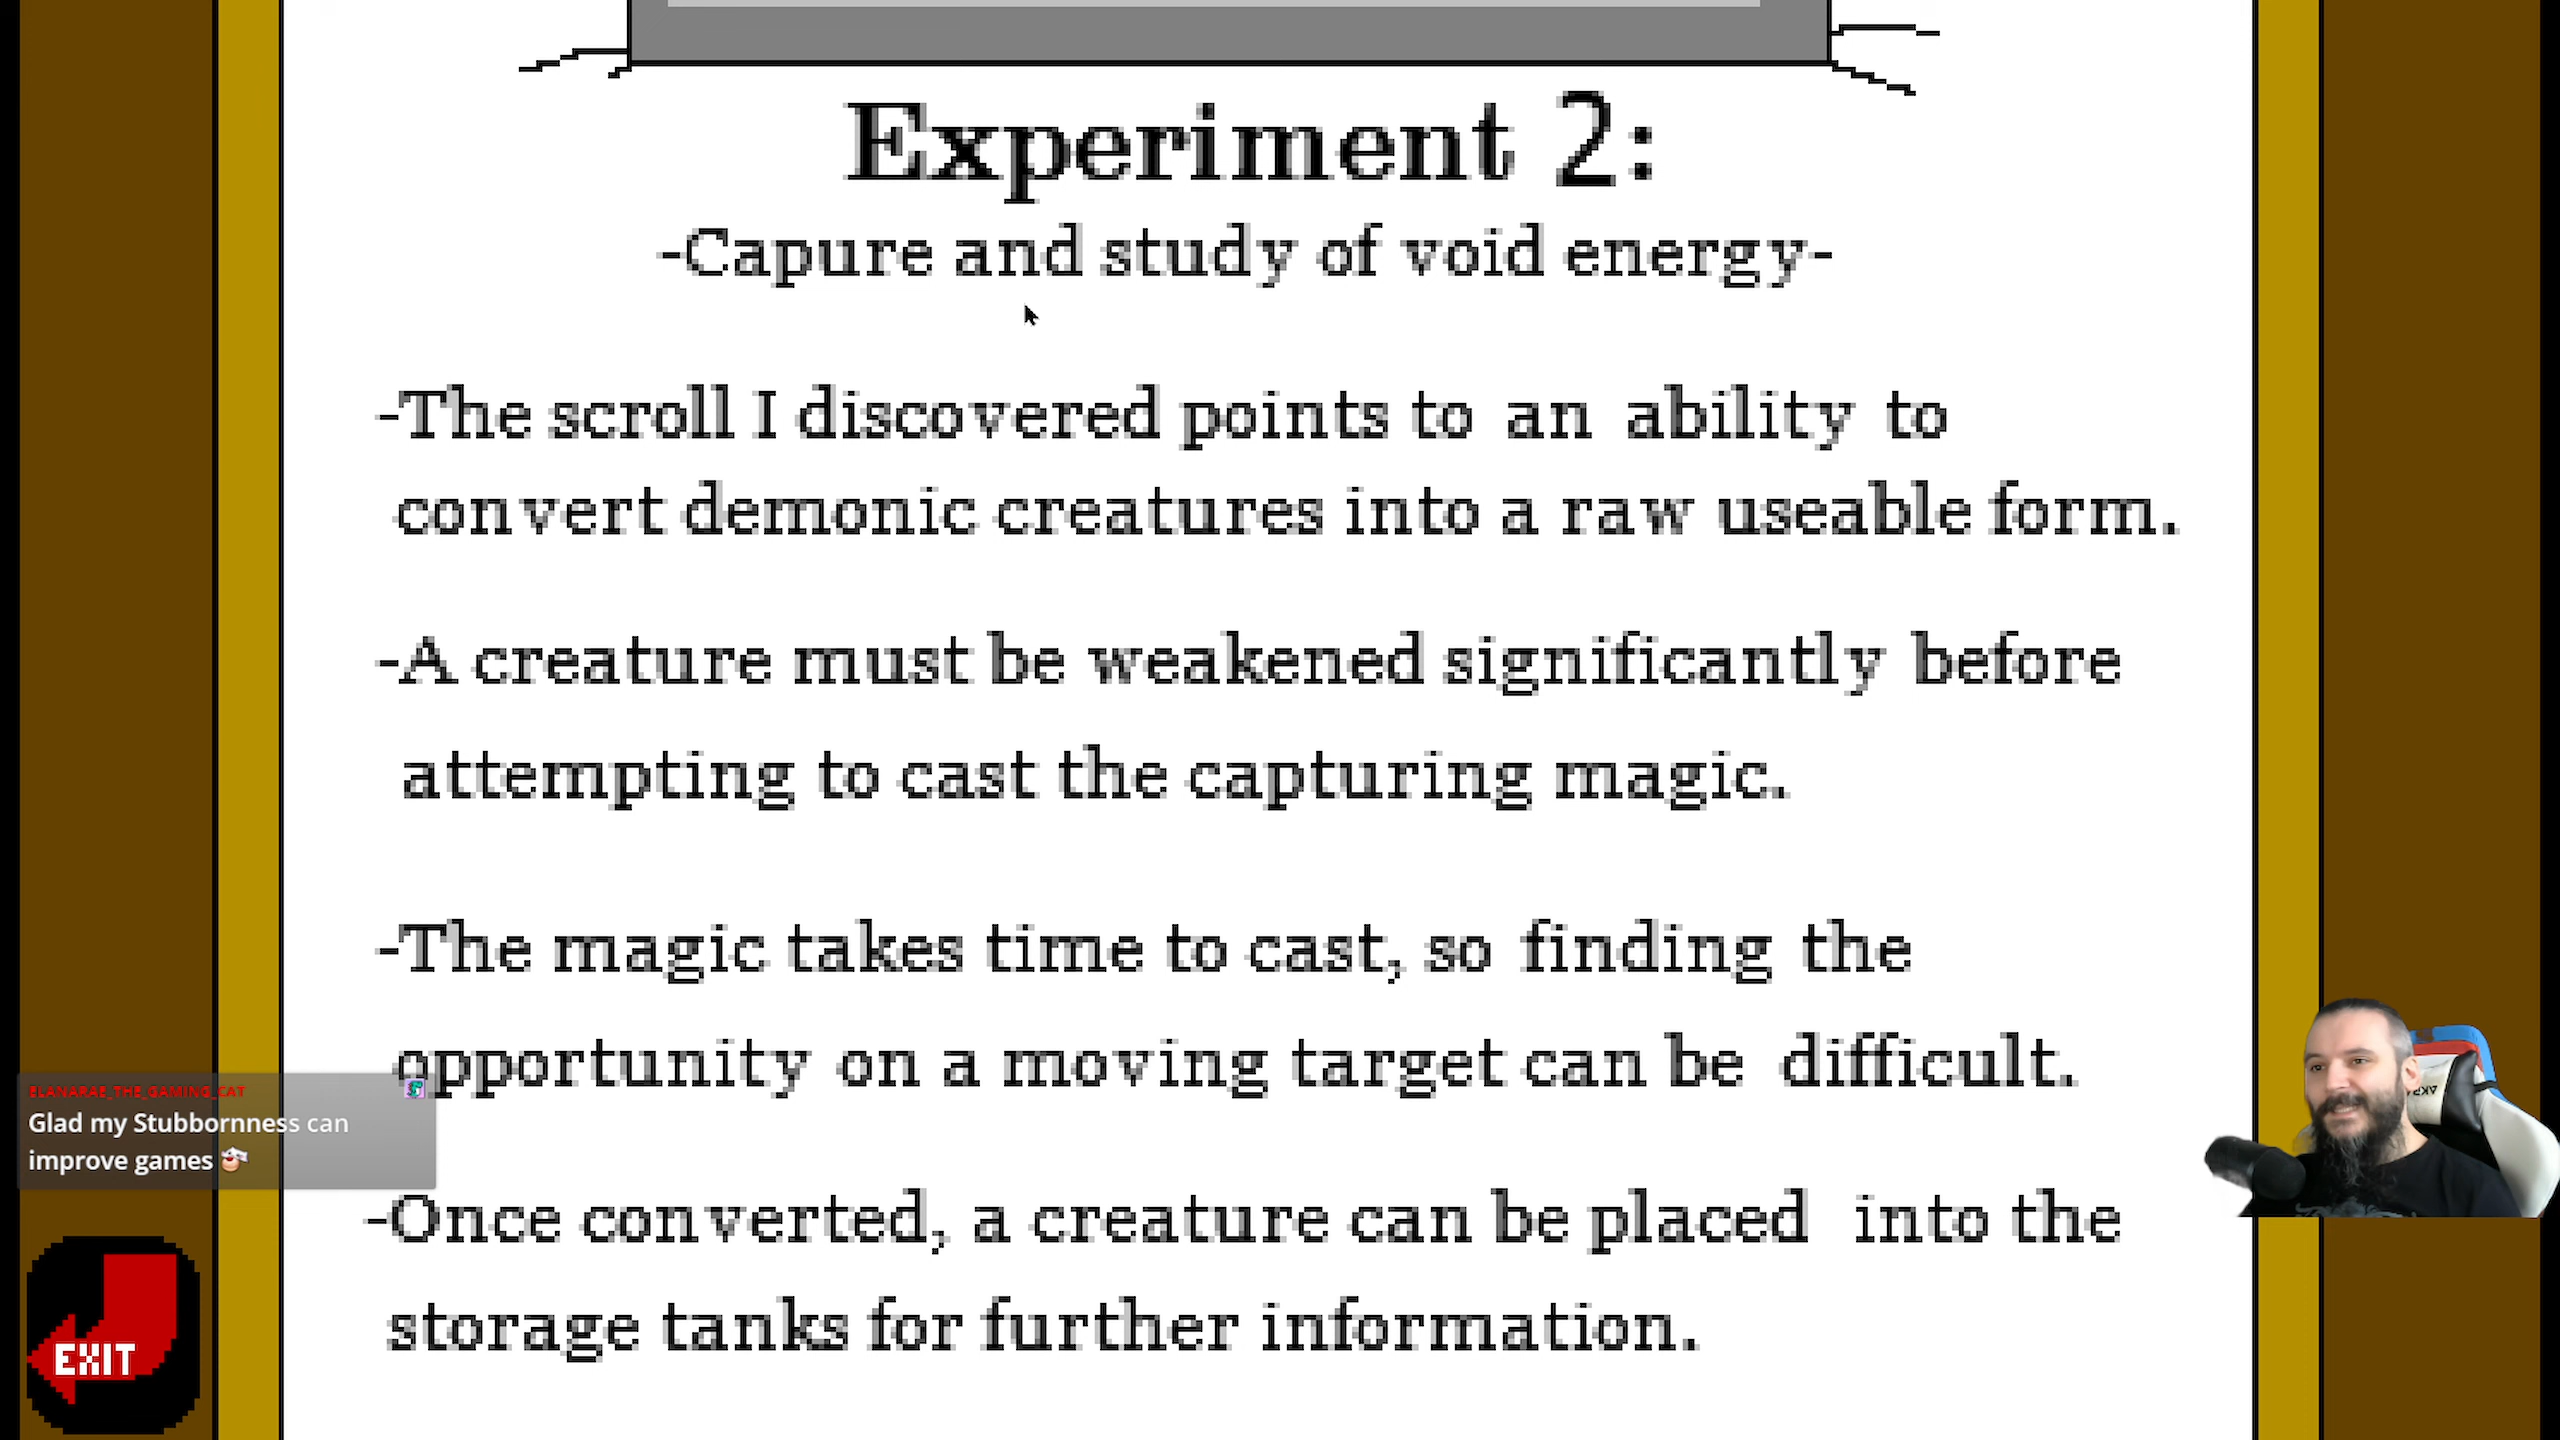 Experiment 2:
-Capure and study of void energy-
-The scroll I discovered points to an ability to
convert demonic creatures into a raw useable form.
-A creature must be weakened significantly before
attempting to cast the capturing magic.
-The magic takes time to cast, so finding the
opportunity on a moving target can be difficult.
ELANARAE_THE_GAMING_CAT
Glad my Stubbornness can
improve games
-Once converted, a creature can be placed into the
storage tanks for further information.
EXIT